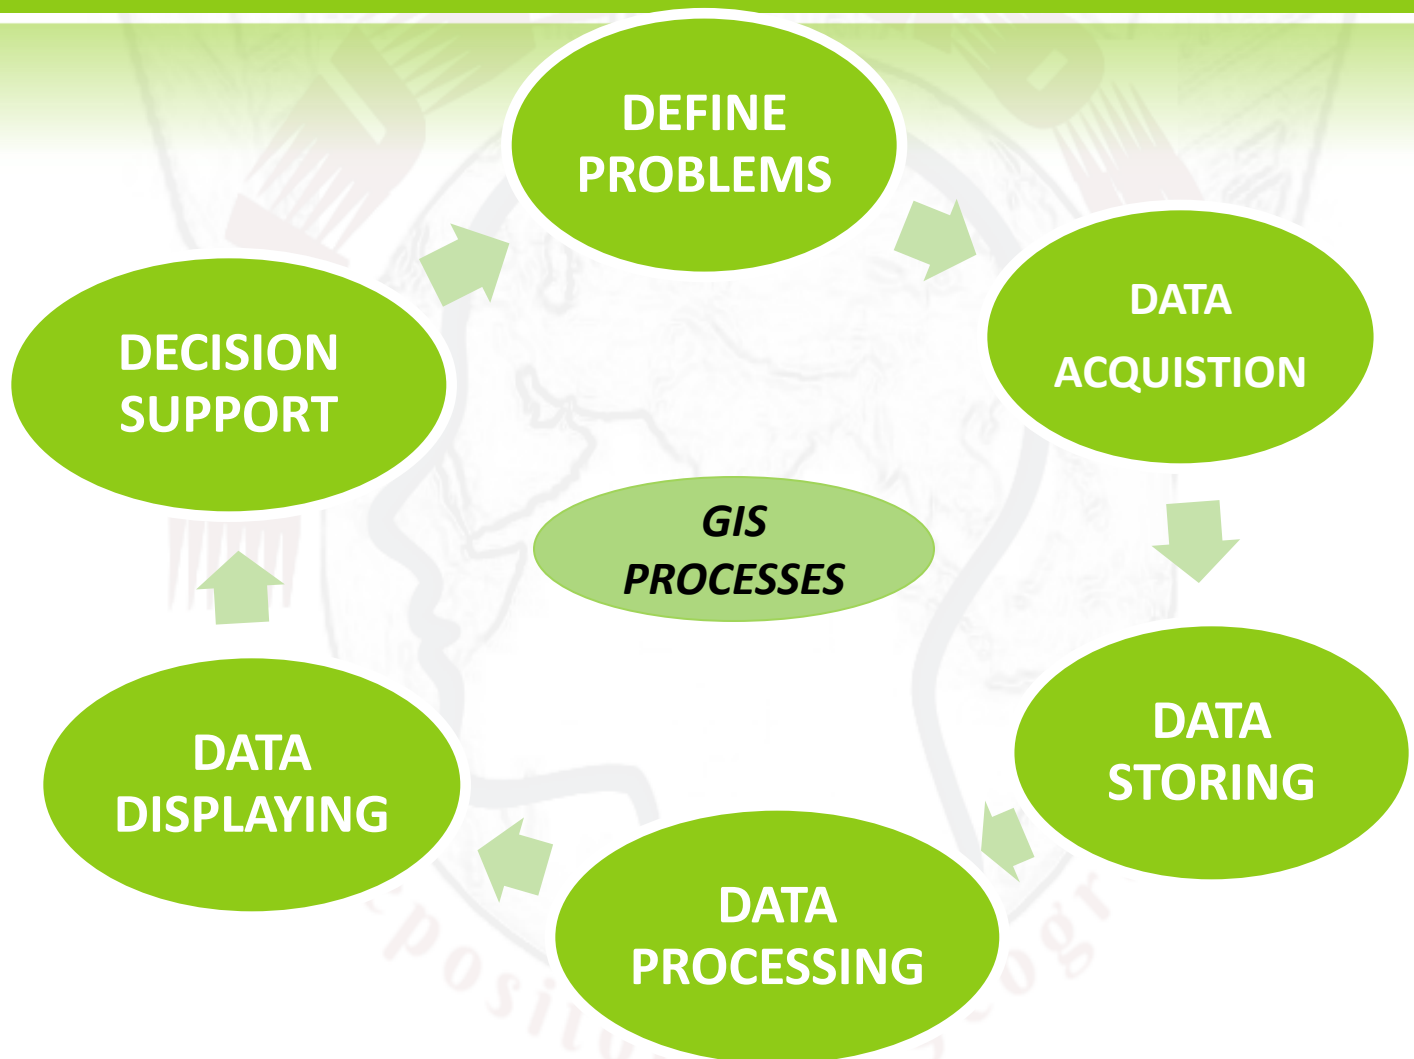 DEFINE
PROBLEMS
DATA
ACQUISTION
DATA
STORING
DATA
PROCESSING
DATA
DISPLAYING
DECISION
SUPPORT
GIS
PROCESSES